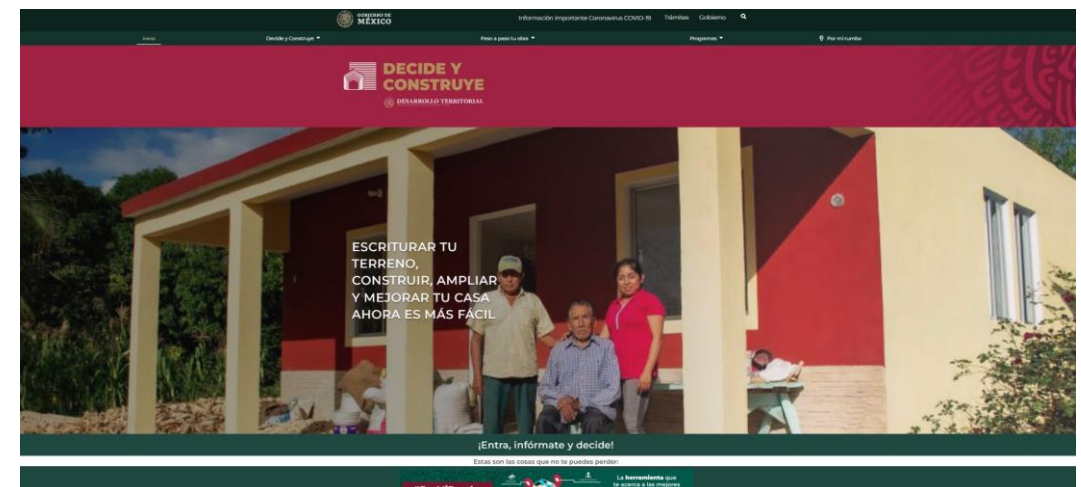 GOBIERNO DE
MÉXICO
Información importante Coronavirus COVID-19 Trámites Gobierno
Inicio Decide y Construye Paso a paso tu obra Programas Por mi rumbo
DECIDE Y
CONSTRUYE
DESARROLLO TERRITORIAL
ESCRITURAR TU
TERRENO,
CONSTRUIR, AMPLIAR
Y MEJORAR TU CASA
AHORA ES MÁS FÁCIL
¡Entra, infórmate y decide!
Estas son las cosas que no te puedes perder:
La herramienta que
te acerca a las mejores